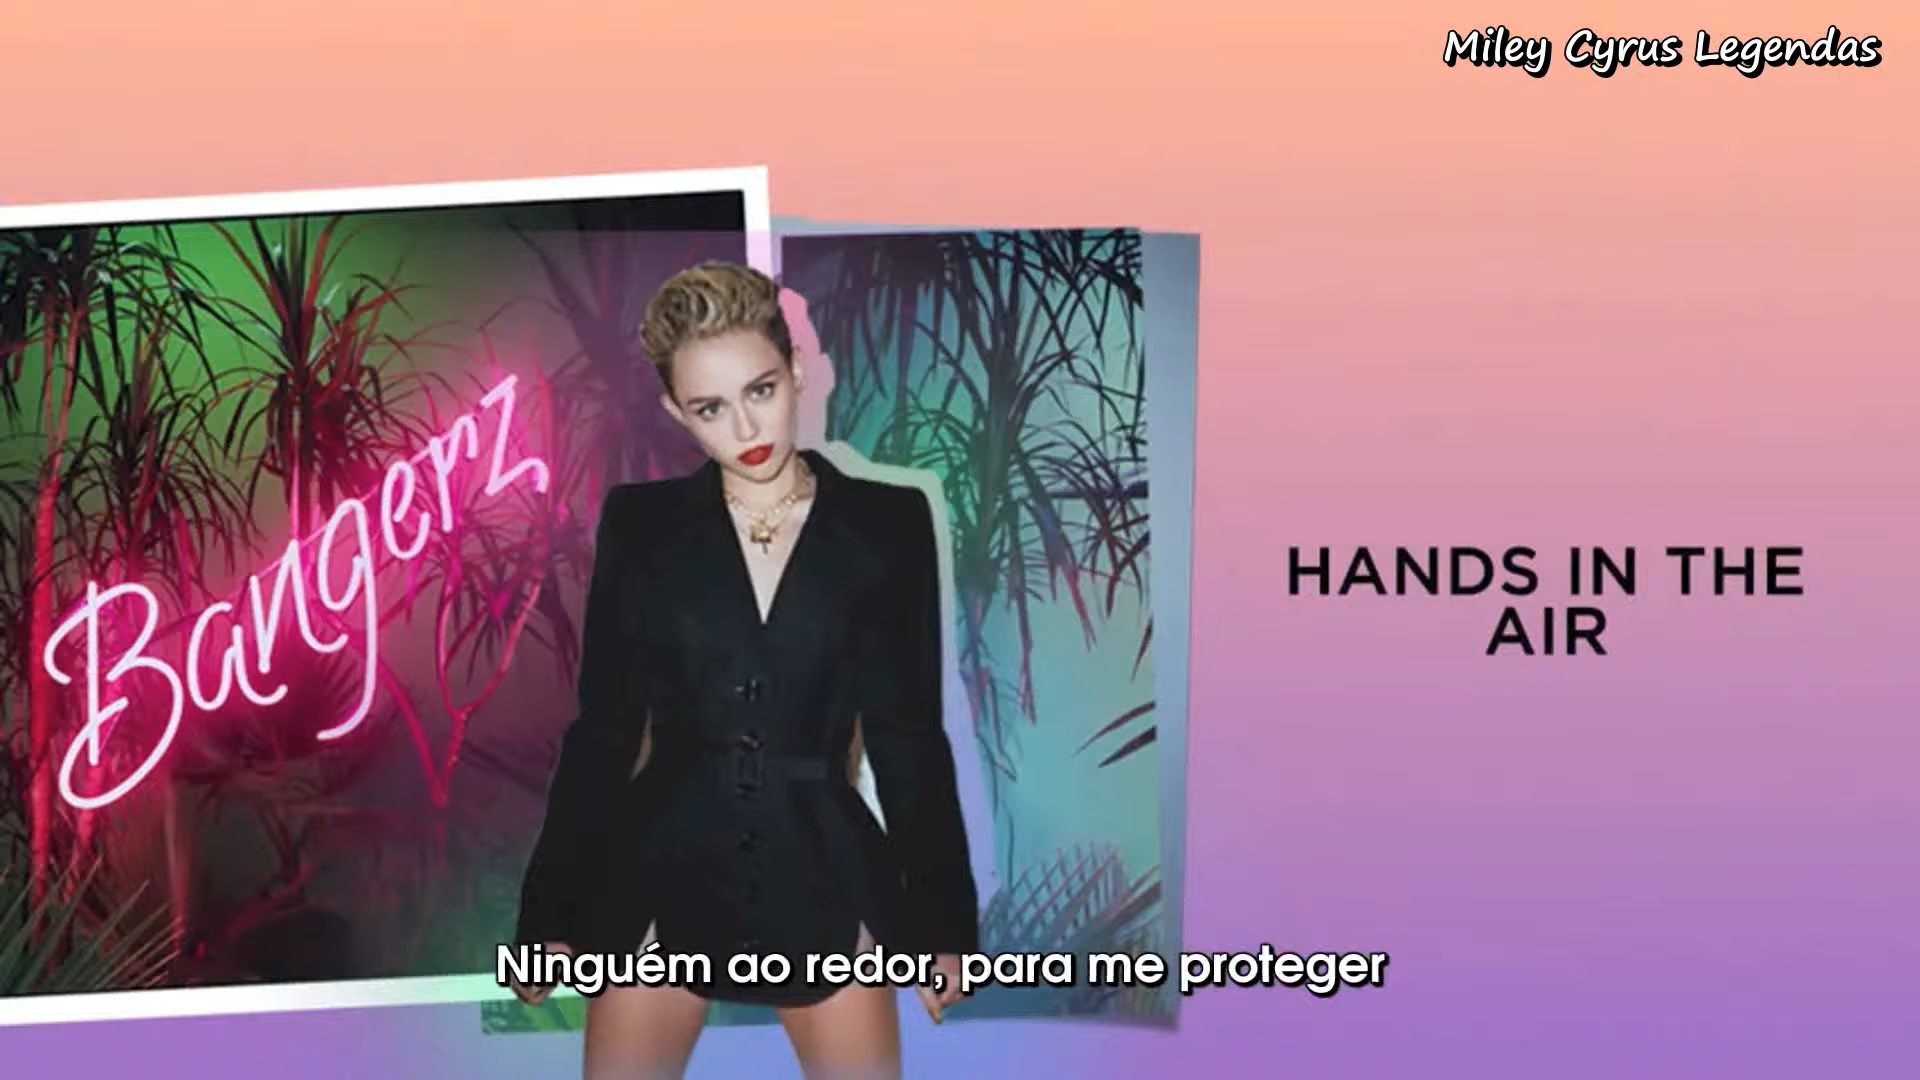 Miley Cyrus Legendas
Bangerz
HANDS IN THE
AIR
Ninguém ao redor, para me proteger